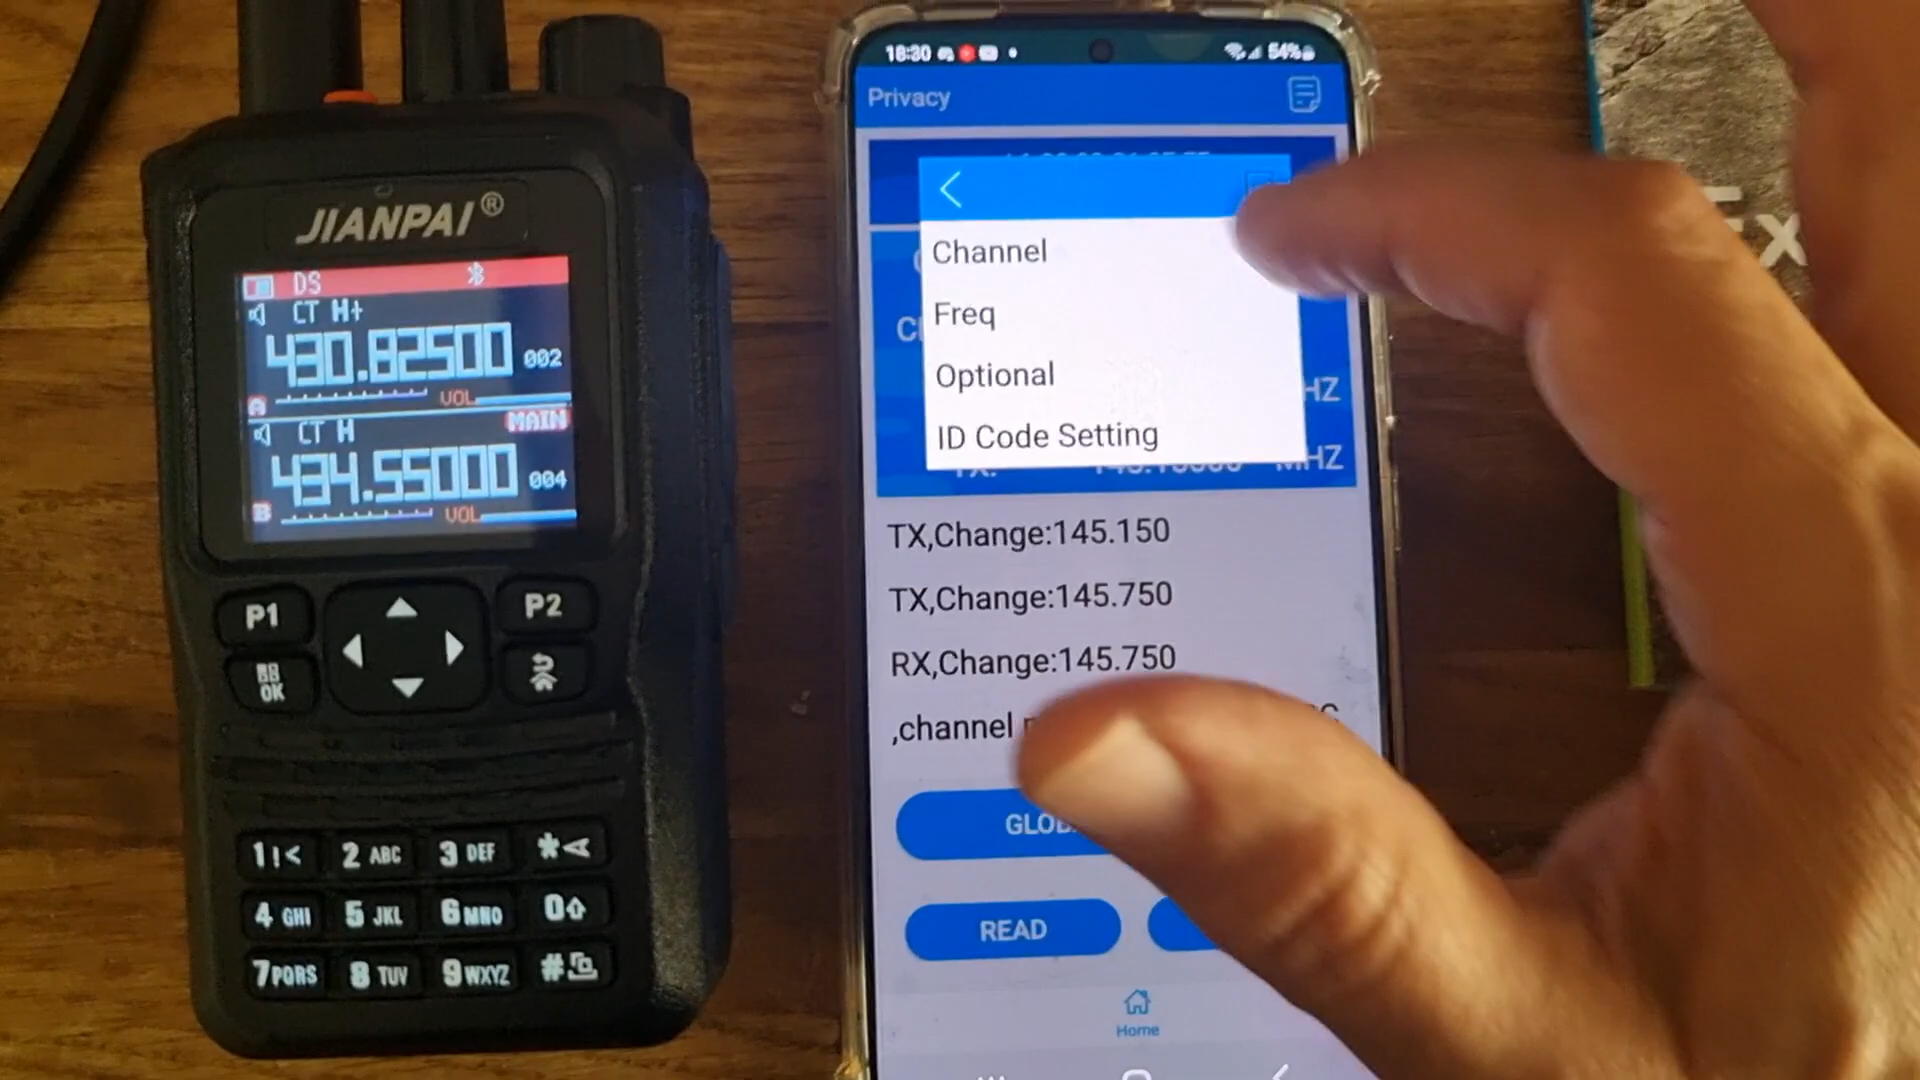 JIANPAI®
DS
CT H+
430.82500 002
A VOL
CT H MAIN
434.55000 004
B VOL
P1
P2
OK
1 2 ABC 3 DEF *
4 GHI 5 JKL 6 MNO 0
7 PQRS 8 TUV 9 WXYZ #
18:30 54%
Privacy
Channel
Freq
Optional
ID Code Setting
HZ
TX: MHZ
TX,Change:145.150
TX,Change:145.750
RX,Change:145.750
,channel
READ
Home
Ex